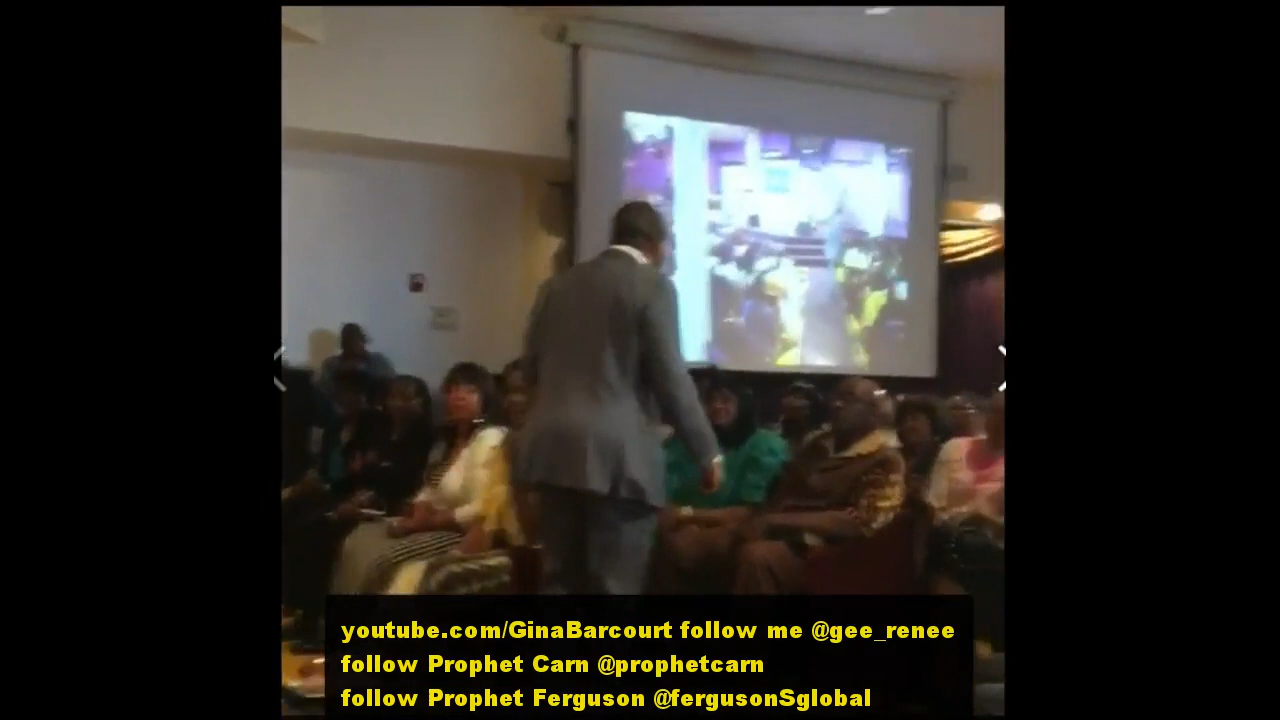 youtube.com/GinaBarcourt follow me @gee_renee
follow Prophet Carn @prophetcarn
follow Prophet Ferguson @fergusonSglobal